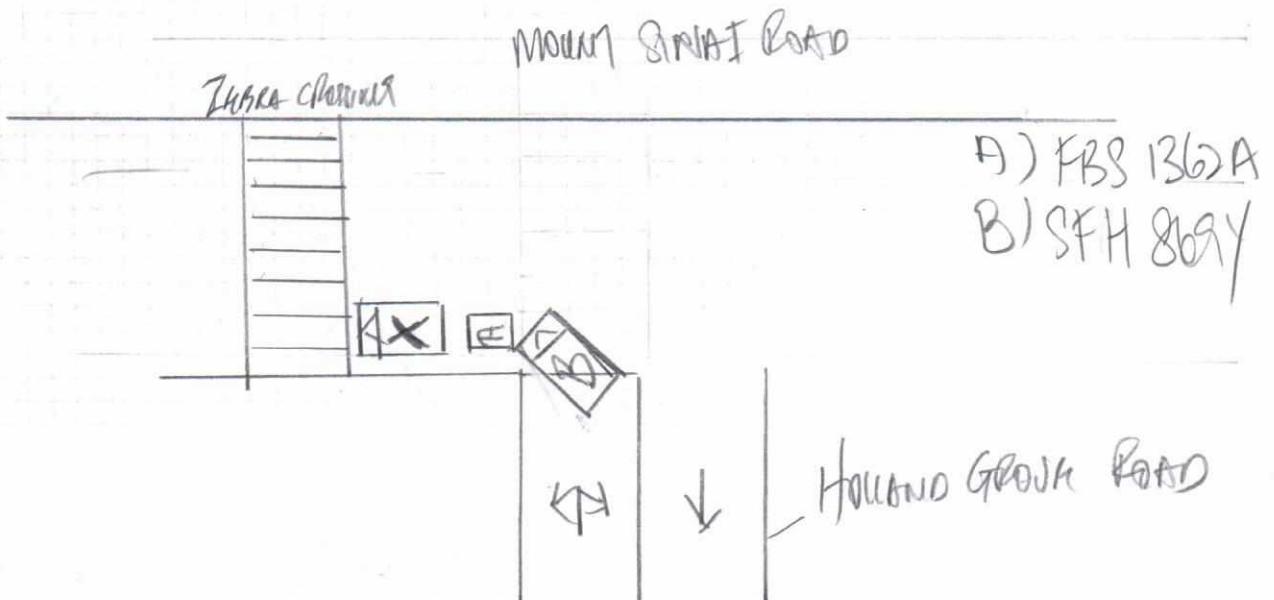 MOUNT SINAI ROAD
ZEBRA CROSSING
A) FBS 1362A
B) SFH 869Y
X
A
B
HOLLAND GROVE ROAD